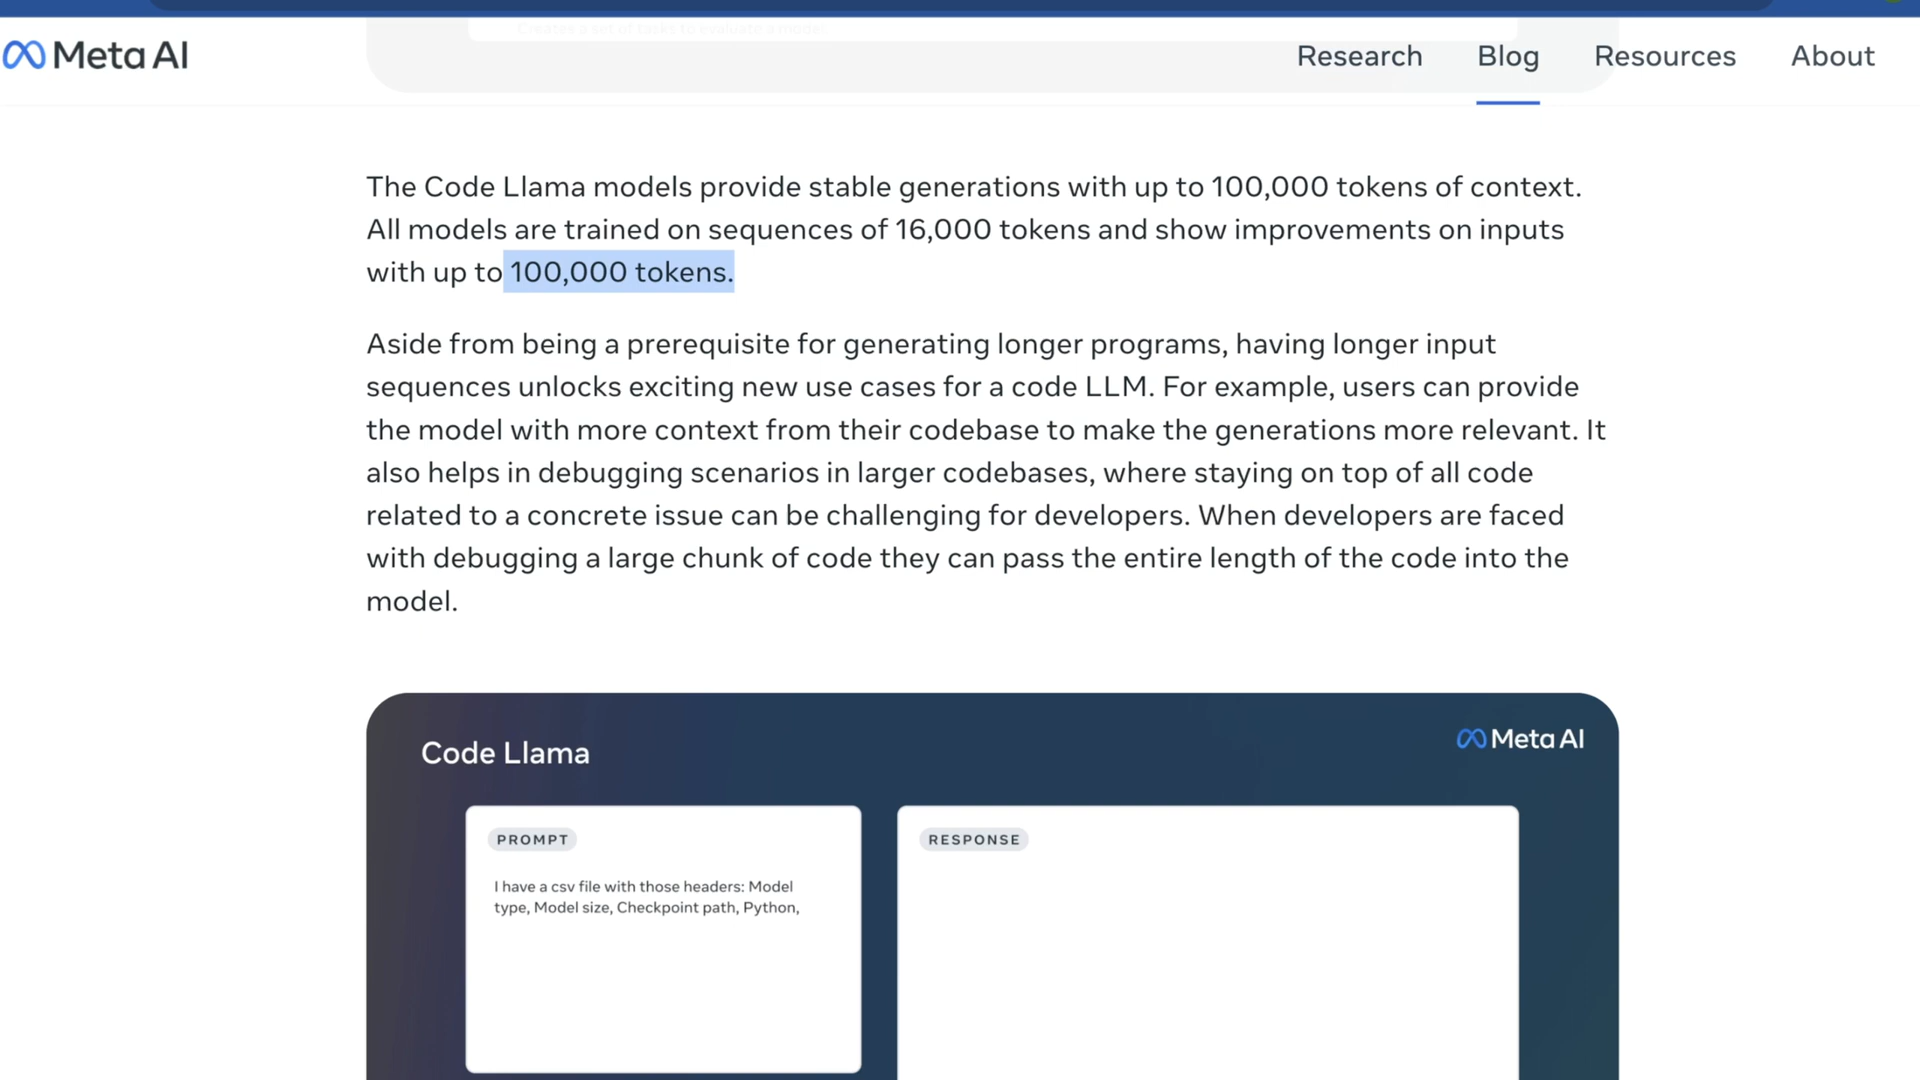 Meta AI
Research
Blog
Resources
About
The Code Llama models provide stable generations with up to 100,000 tokens of context.
All models are trained on sequences of 16,000 tokens and show improvements on inputs
with up to 100,000 tokens.
Aside from being a prerequisite for generating longer programs, having longer input
sequences unlocks exciting new use cases for a code LLM. For example, users can provide
the model with more context from their codebase to make the generations more relevant. It
also helps in debugging scenarios in larger codebases, where staying on top of all code
related to a concrete issue can be challenging for developers. When developers are faced
with debugging a large chunk of code they can pass the entire length of the code into the
model.
Code Llama
Meta AI
PROMPT
I have a csv file with those headers: Model
type, Model size, Checkpoint path, Python,
RESPONSE